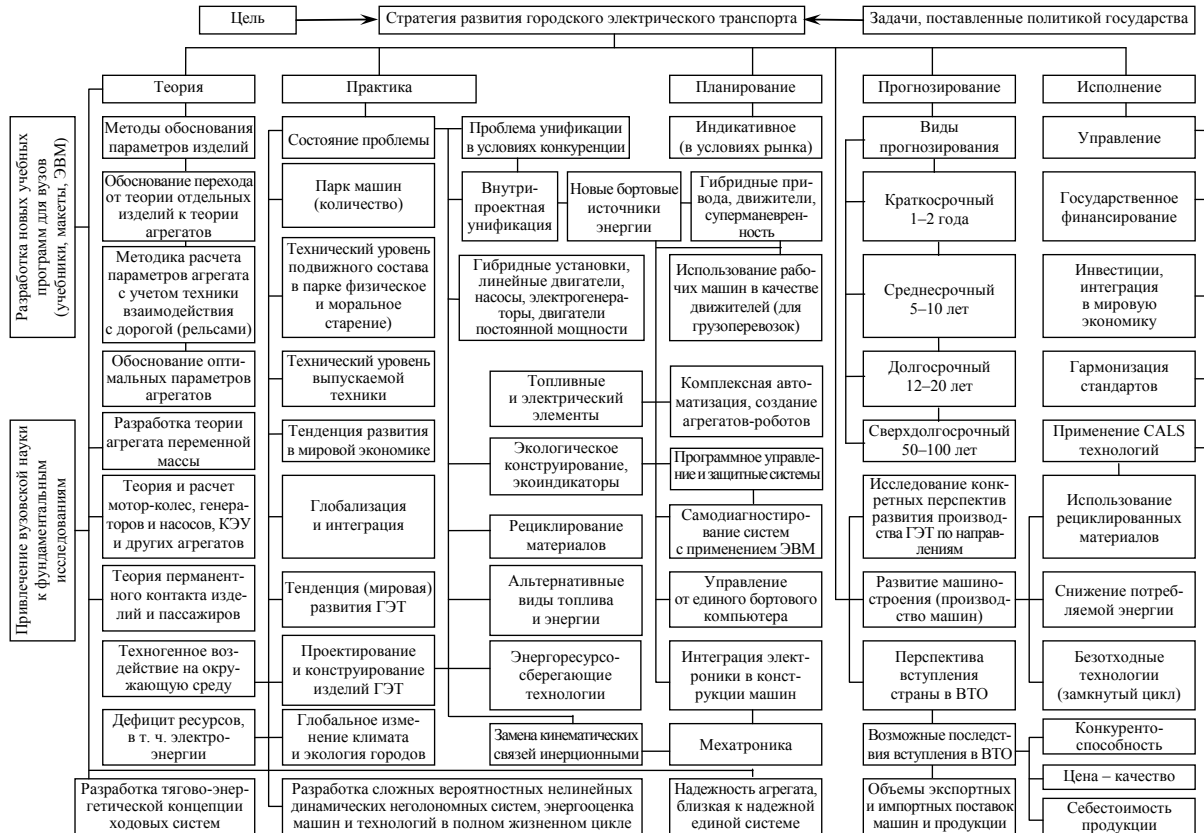 Цель
Стратегия развития городского электрического транспорта
Задачи, поставленные политикой государства
Теория
Практика
Планирование
Прогнозирование
Исполнение
Разработка новых учебных
программ для вузов
(учебники, макеты, ЭВМ)
Привлечение вузовской науки
к фундаментальным
исследованиям
Методы обоснования
параметров изделий
Обоснование перехода
от теории отдельных
изделий к теории
агрегатов
Методика расчета
параметров агрегата
с учетом техники
взаимодействия
с дорогой (рельсами)
Обоснование опти-
мальных параметров
агрегатов
Разработка теории
агрегата переменной
массы
Теория и расчет
мотор-колес, генера-
торов и насосов, КЭУ
и других агрегатов
Теория перманент-
ного контакта изде-
лий и пассажиров
Техногенное воз-
действие на окру-
жающую среду
Дефицит ресурсов,
в т. ч. электро-
энергии
Разработка тягово-энер-
гетической концепции
ходовых систем
Состояние проблемы
Парк машин
(количество)
Технический уровень
подвижного состава
в парке физическое
и моральное
старение)
Технический уровень
выпускаемой
техники
Тенденция развития
в мировой экономике
Глобализация
и интеграция
Тенденция (мировая)
развития ГЭТ
Проектирование
и конструирование
изделий ГЭТ
Глобальное изме-
нение климата
и экология городов
Разработка сложных вероятностных нелинейных
динамических неголономных систем, энергооценка
машин и технологий в полном жизненном цикле
Проблема унификации
в условиях конкуренции
Внутри-
проектная
унификация
Новые бортовые
источники
энергии
Гибридные установки,
линейные двигатели,
насосы, электрогенера-
торы, двигатели
постоянной мощности
Топливные
и электрический
элементы
Экологическое
конструирование,
экоиндикаторы
Рециклирование
материалов
Альтернативные
виды топлива
и энергии
Энергоресурсо-
сберегающие
технологии
Замена кинематических
связей инерционными
Индикативное
(в условиях рынка)
Гибридные при-
вода, движители,
суперманеврен-
ность
Использование рабо-
чих машин в качестве
движителей (для
грузоперевозок)
Комплексная авто-
матизация, создание
агрегатов-роботов
Программное управле-
ние и защитные системы
Самодиагностиро-
вание систем
с применением ЭВМ
Управление
от единого бортового
компьютера
Интеграция элект-
роники в конст-
рукции машин
Мехатроника
Надежность агрегата,
близкая к надежной
единой системе
Виды
прогнозирования
Краткосрочный
1–2 года
Среднесрочный
5–10 лет
Долгосрочный
12–20 лет
Сверхдолгосрочный
50–100 лет
Исследование конк-
ретных перспектив
развития производ-
ства ГЭТ по направ-
лениям
Развитие машино-
строения (производ-
ство машин)
Перспектива
вступления
страны в ВТО
Возможные последст-
вия вступления в ВТО
Объемы экспортных
и импортных поставок
машин и продукции
Управление
Государственное
финансирование
Инвестиции,
интеграция
в мировую
экономику
Гармонизация
стандартов
Применение CALS
технологий
Использование
рециклированных
материалов
Снижение потреб-
ляемой энергии
Безотходные
технологии
(замкнутый цикл)
Конкуренто-
способность
Цена – качество
Себестоимость
продукции